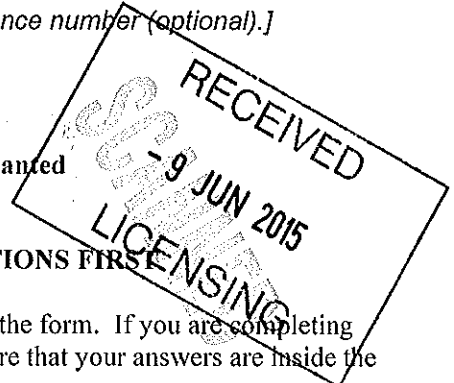 nce number (optional).]
RECEIVED
SCANNED
- 9 JUN 2015
LICENSING
anted
TIONS FIRST
the form. If you are completing
re that your answers are inside the